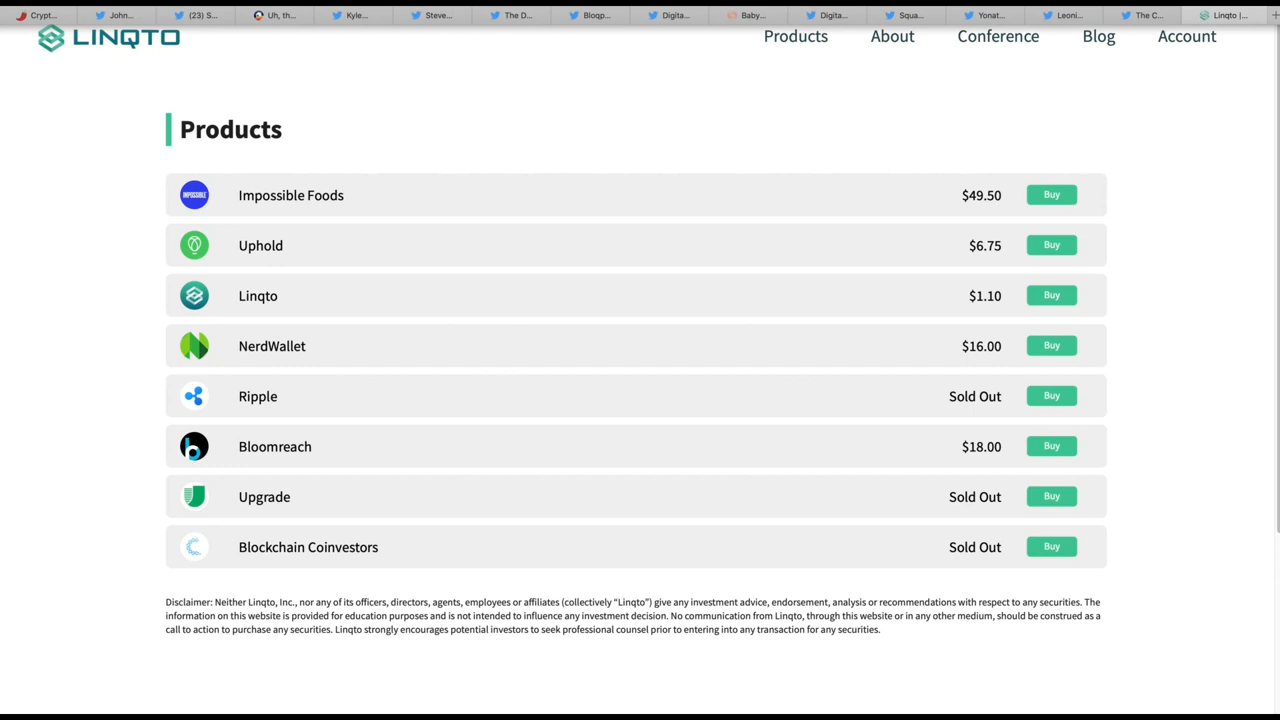 Crypt... John... (23) S... Uh, th... Kyle... Steve... The D... Bloqp... Digita... Baby... Digita... Squa... Yonat... Leoni... The C... Linqto |...
LINQTO Products About Conference Blog Account
Products
IMPOSSIBLE Impossible Foods $49.50 Buy
Uphold $6.75 Buy
Linqto $1.10 Buy
NerdWallet $16.00 Buy
Ripple Sold Out Buy
b Bloomreach $18.00 Buy
Upgrade Sold Out Buy
Blockchain Coinvestors Sold Out Buy
Disclaimer: Neither Linqto, Inc., nor any of its officers, directors, agents, employees or affiliates (collectively “Linqto”) give any investment advice, endorsement, analysis or recommendations with respect to any securities. The
information on this website is provided for education purposes and is not intended to influence any investment decision. No communication from Linqto, through this website or in any other medium, should be construed as a
call to action to purchase any securities. Linqto strongly encourages potential investors to seek professional counsel prior to entering into any transaction for any securities.